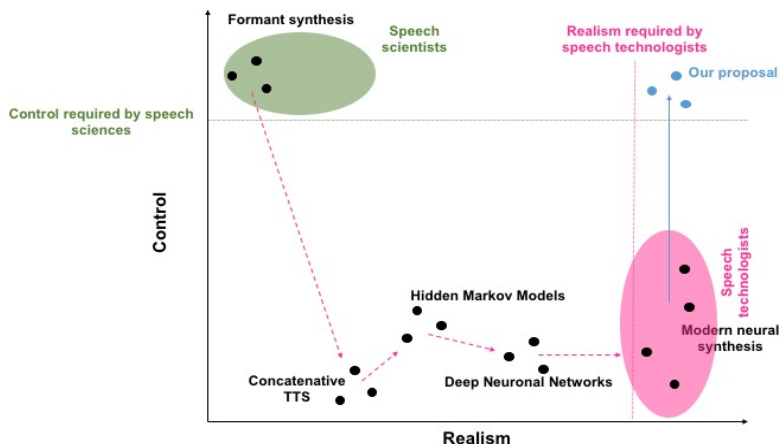 Formant synthesis
Speech
scientists
Realism required by
speech technologists
Our proposal
Control required by speech
sciences
Control
Speech
technologists
Hidden Markov Models
Modern neural
synthesis
Concatenative
TTS
Deep Neuronal Networks
Realism